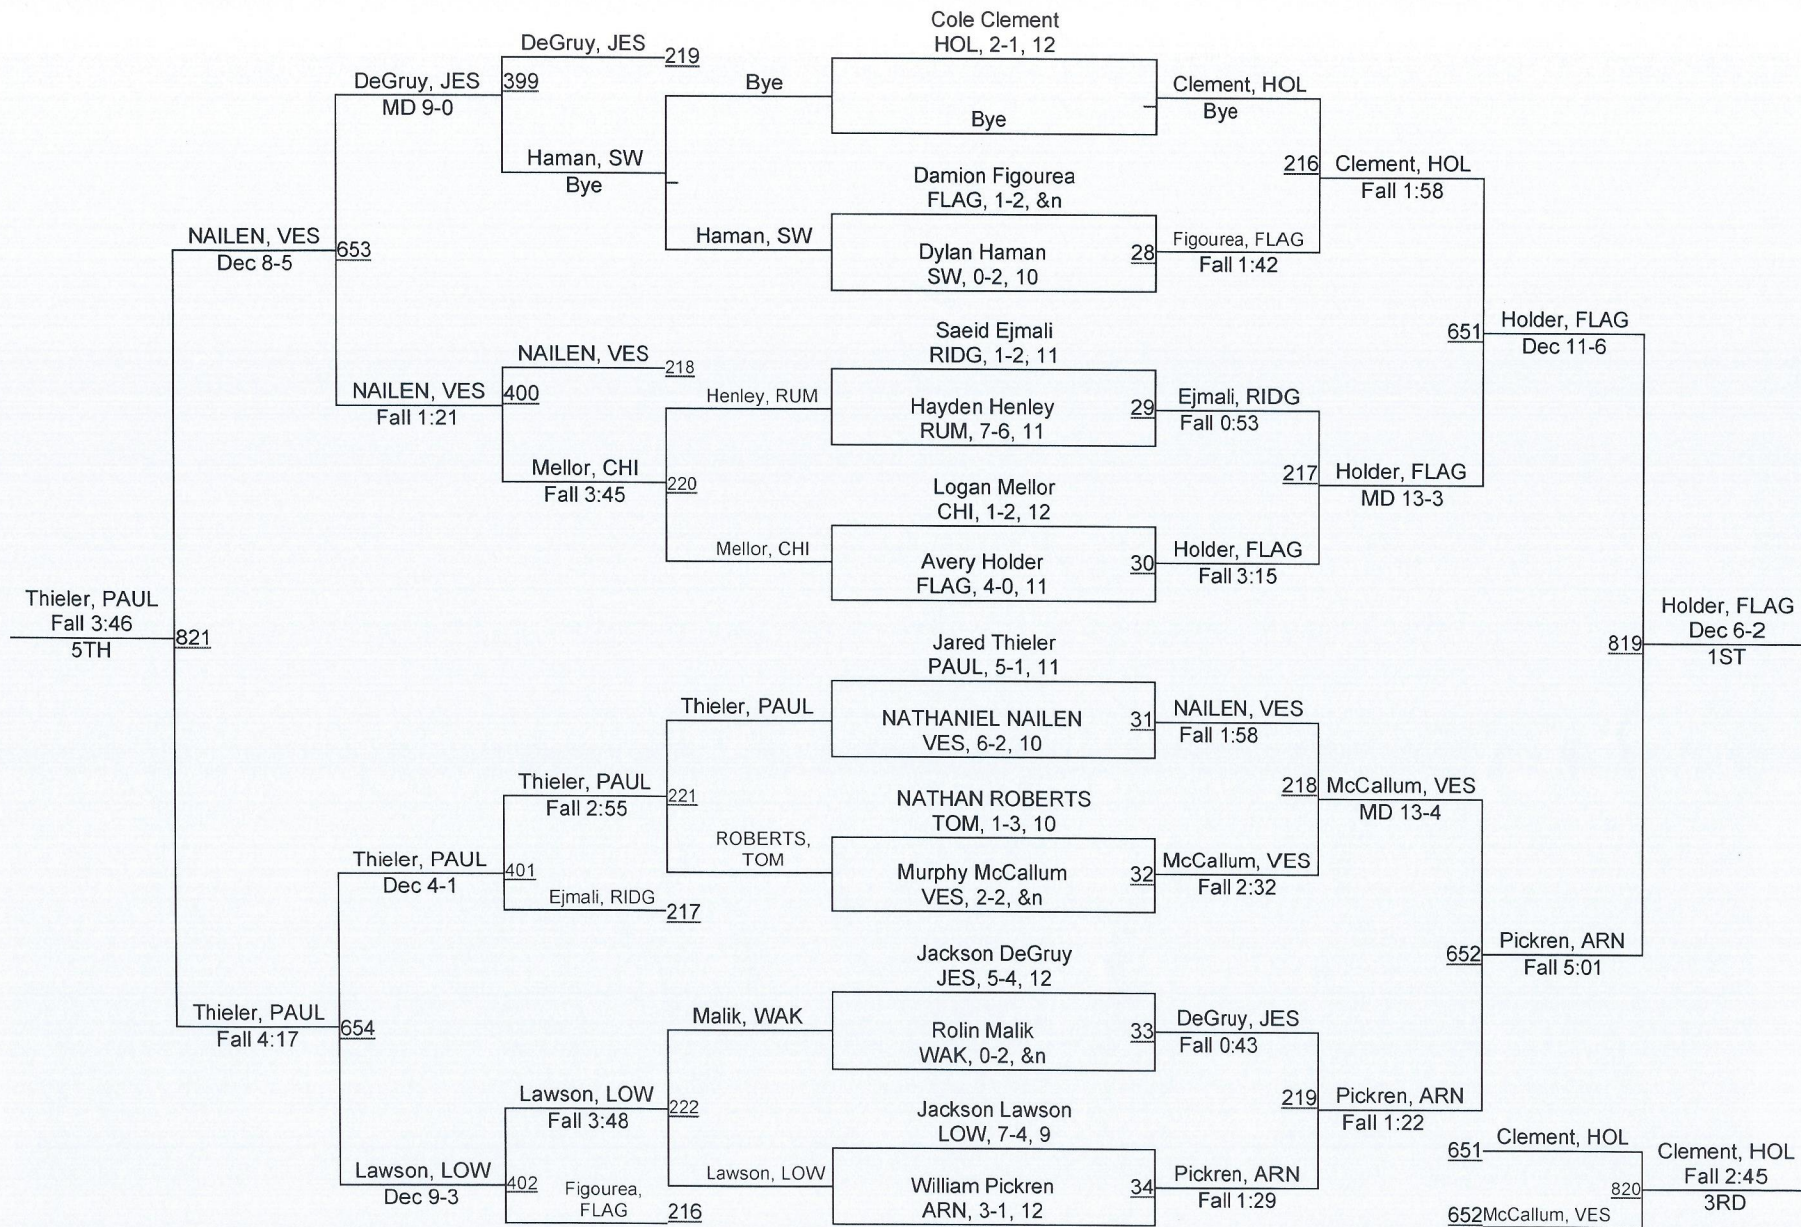 Cole Clement
HOL, 2-1, 12
DeGruy, JES
219
DeGruy, JES
399
MD 9-0
Bye
Clement, HOL
Bye
Bye
Haman, SW
Bye
216
Clement, HOL
Fall 1:58
Damion Figourea
FLAG, 1-2, &n
NAILEN, VES
653
Dec 8-5
Haman, SW
Dylan Haman
SW, 0-2, 10
28
Figourea, FLAG
Fall 1:42
Saeid Ejmali
RIDG, 1-2, 11
651
Holder, FLAG
Dec 11-6
NAILEN, VES
218
NAILEN, VES
400
Fall 1:21
Henley, RUM
Hayden Henley
RUM, 7-6, 11
29
Ejmali, RIDG
Fall 0:53
Mellor, CHI
Fall 3:45
220
217
Holder, FLAG
MD 13-3
Logan Mellor
CHI, 1-2, 12
Mellor, CHI
Avery Holder
FLAG, 4-0, 11
30
Holder, FLAG
Fall 3:15
Thieler, PAUL
Fall 3:46
5TH
821
819
Holder, FLAG
Dec 6-2
1ST
Jared Thieler
PAUL, 5-1, 11
Thieler, PAUL
NATHANIEL NAILEN
VES, 6-2, 10
31
NAILEN, VES
Fall 1:58
Thieler, PAUL
Fall 2:55
221
218
McCallum, VES
MD 13-4
NATHAN ROBERTS
TOM, 1-3, 10
Thieler, PAUL
Dec 4-1
401
ROBERTS,
TOM
Murphy McCallum
VES, 2-2, &n
32
McCallum, VES
Fall 2:32
Ejmali, RIDG
217
652
Pickren, ARN
Fall 5:01
Jackson DeGruy
JES, 5-4, 12
Thieler, PAUL
Fall 4:17
654
Malik, WAK
Rolin Malik
WAK, 0-2, &n
33
DeGruy, JES
Fall 0:43
Lawson, LOW
Fall 3:48
222
219
Pickren, ARN
Fall 1:22
Jackson Lawson
LOW, 7-4, 9
Lawson, LOW
Dec 9-3
402
Lawson, LOW
William Pickren
ARN, 3-1, 12
34
Pickren, ARN
Fall 1:29
Figourea,
FLAG
216
651
Clement, HOL
820
Clement, HOL
Fall 2:45
3RD
652
McCallum, VES